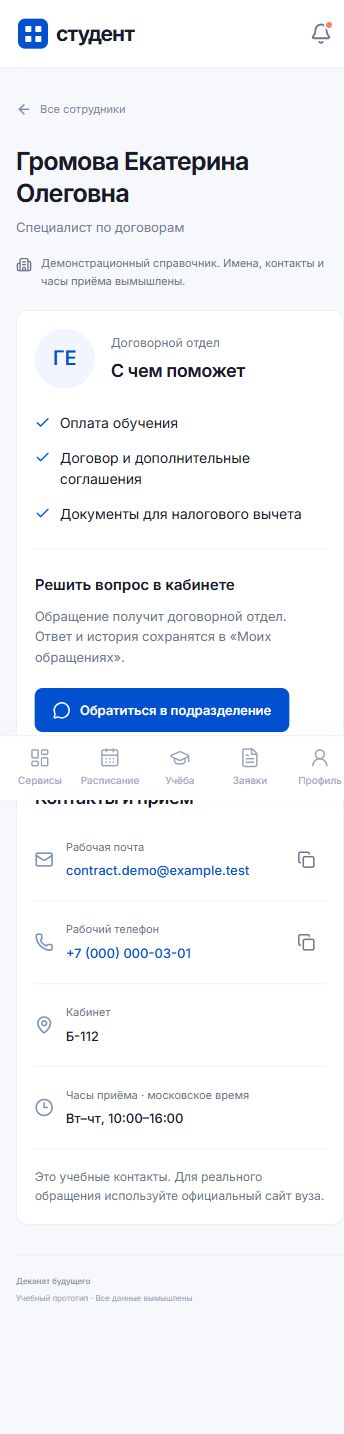 студент
Все сотрудники
Громова Екатерина
Олеговна
Специалист по договорам
Демонстрационный справочник. Имена, контакты и
часы приёма вымышлены.
ГЕ
Договорной отдел
С чем поможет
Оплата обучения
Договор и дополнительные
соглашения
Документы для налогового вычета
Решить вопрос в кабинете
Обращение получит договорной отдел.
Ответ и история сохранятся в «Моих
обращениях».
Обратиться в подразделение
Сервисы
Расписание
Учёба
Заявки
Профиль
Контакты и приём
Рабочая почта
contract.demo@example.test
Рабочий телефон
+7 (000) 000-03-01
Кабинет
Б-112
Часы приёма · московское время
Вт–чт, 10:00–16:00
Это учебные контакты. Для реального
обращения используйте официальный сайт вуза.
Деканат будущего
Учебный прототип · Все данные вымышлены